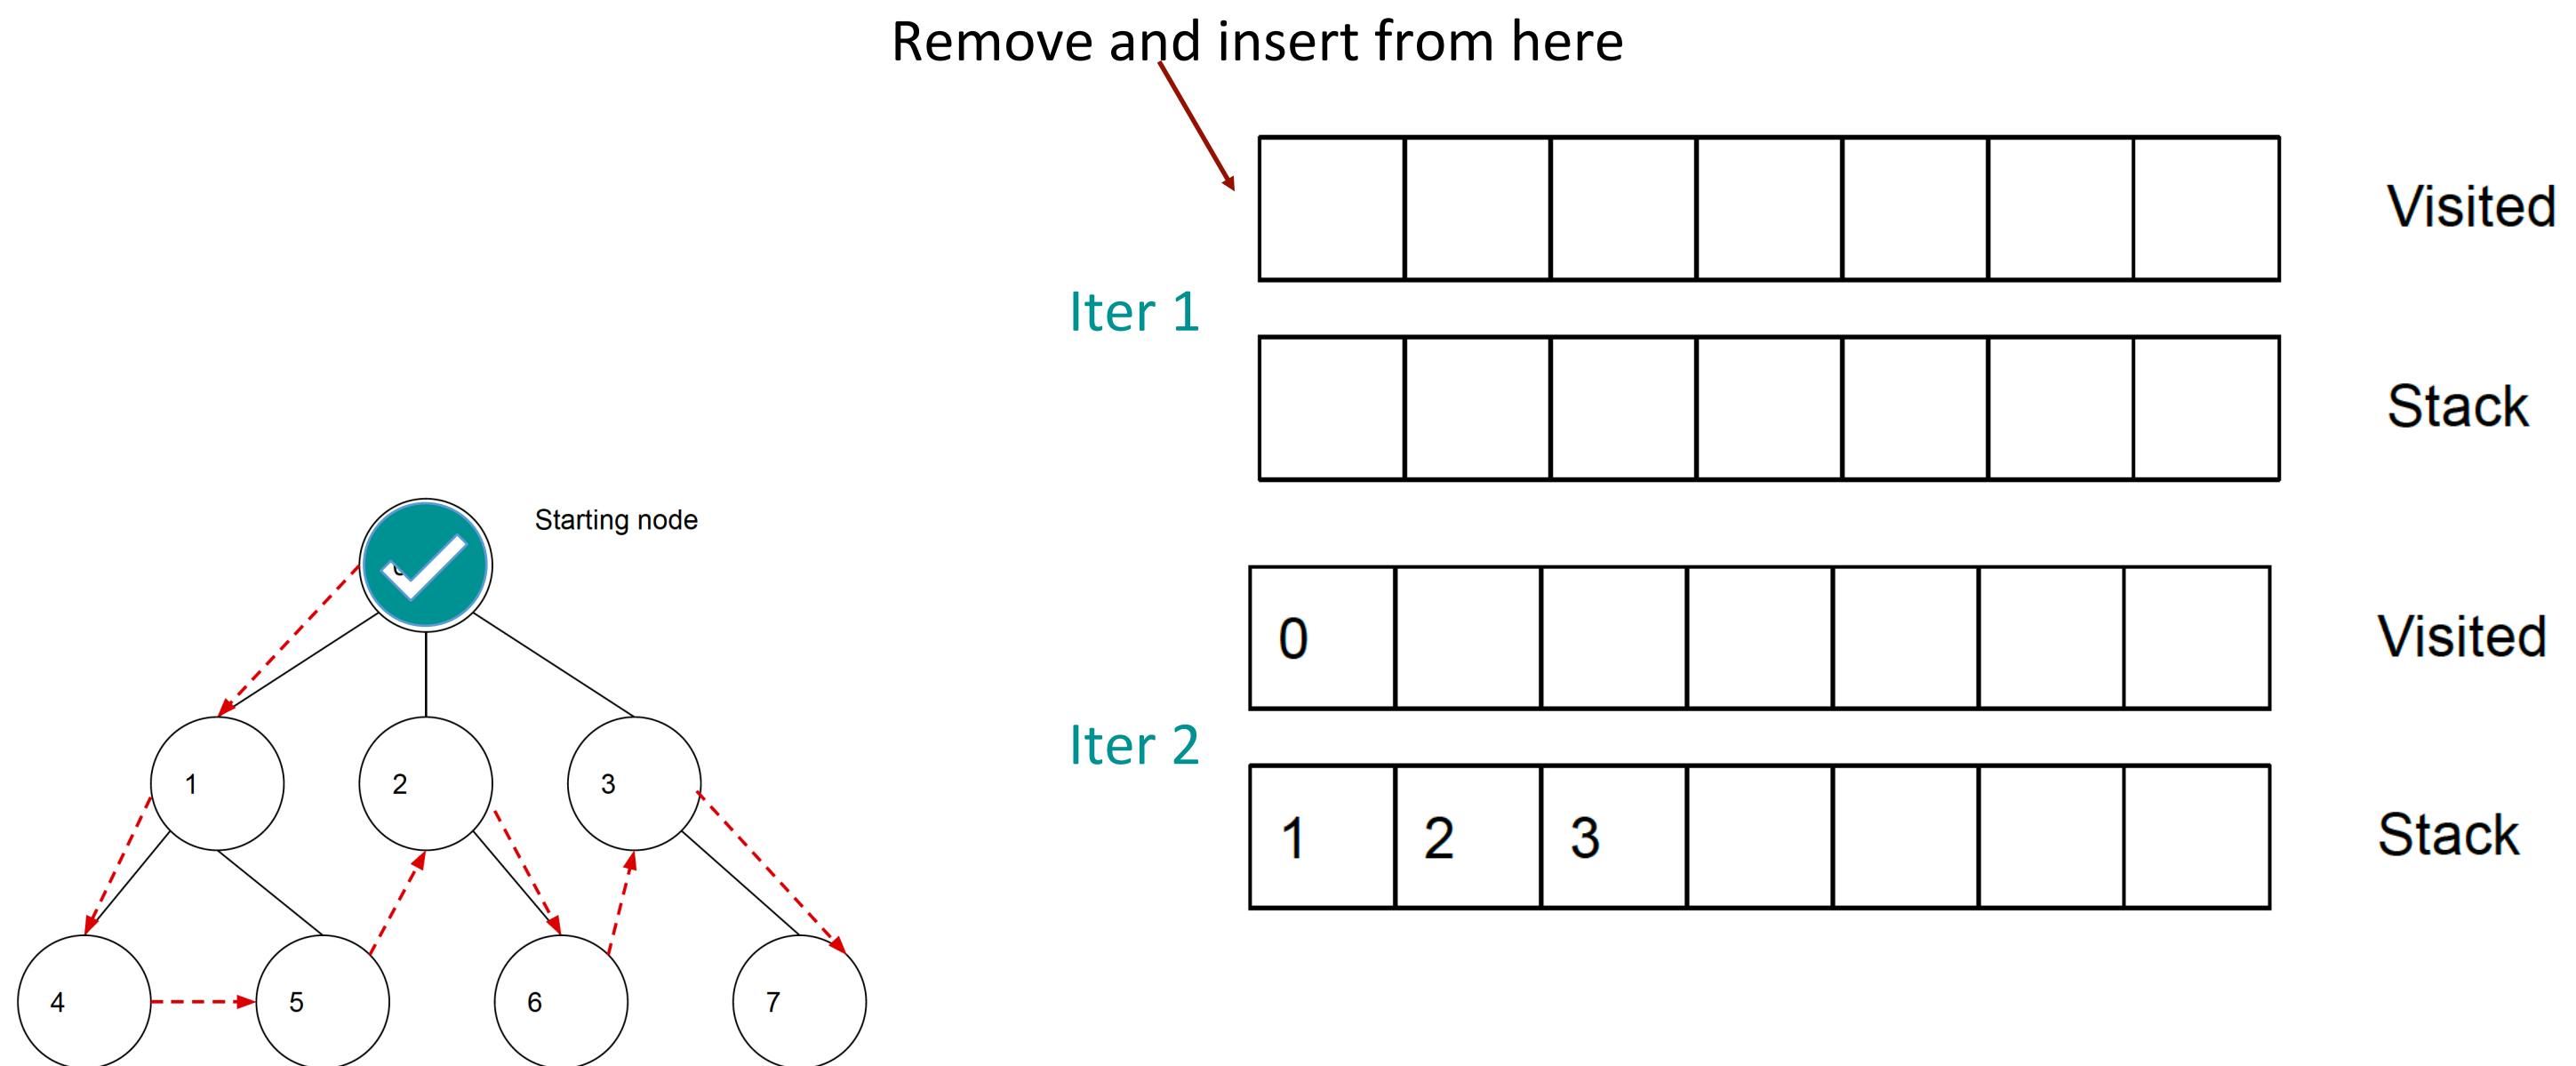 Remove and insert from here
Visited
Iter 1
Stack
Starting node
0
Visited
Iter 2
1
2
3
1 2 3
Stack
4
5
6
7